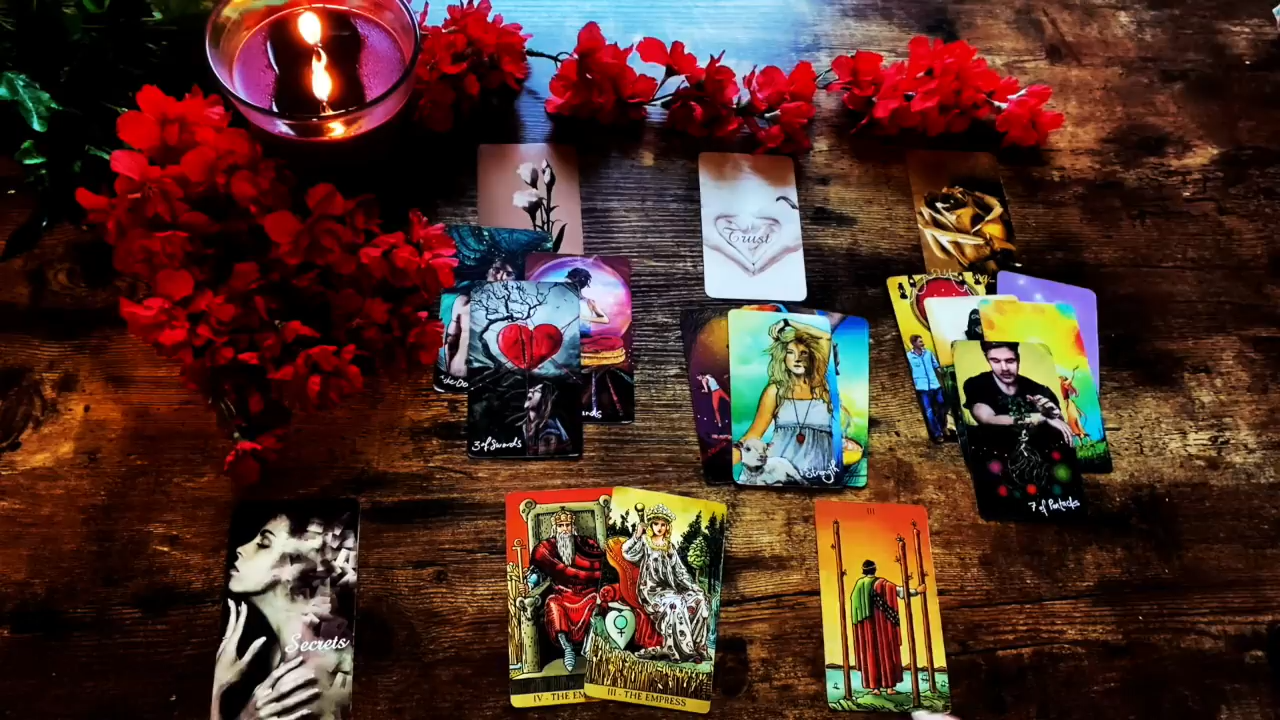 Trust
3 of Swords
Strength
7 of Pentacles
Secrets
IV - THE EM
III - THE EMPRESS
III